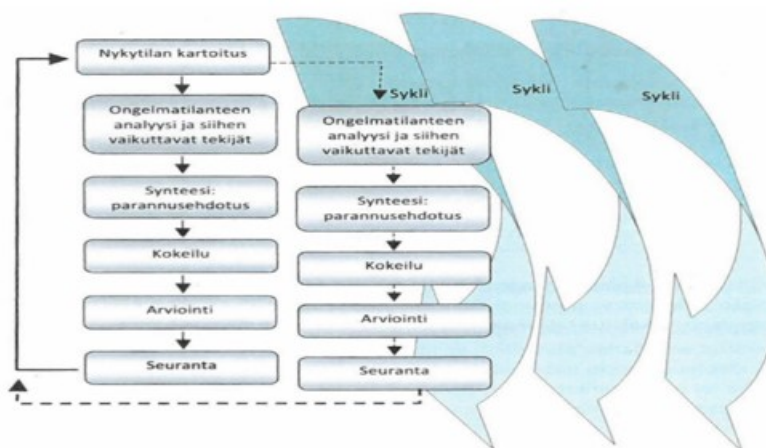 Nykytilan kartoitus
Ongelmatilanteen
analyysi ja siihen
vaikuttavat tekijät
Synteesi:
parannusehdotus
Kokeilu
Arviointi
Seuranta
Ongelmatilanteen
analyysi ja siihen
vaikuttavat tekijät
Synteesi:
parannusehdotus
Kokeilu
Arviointi
Seuranta
Sykli
Sykli
Sykli